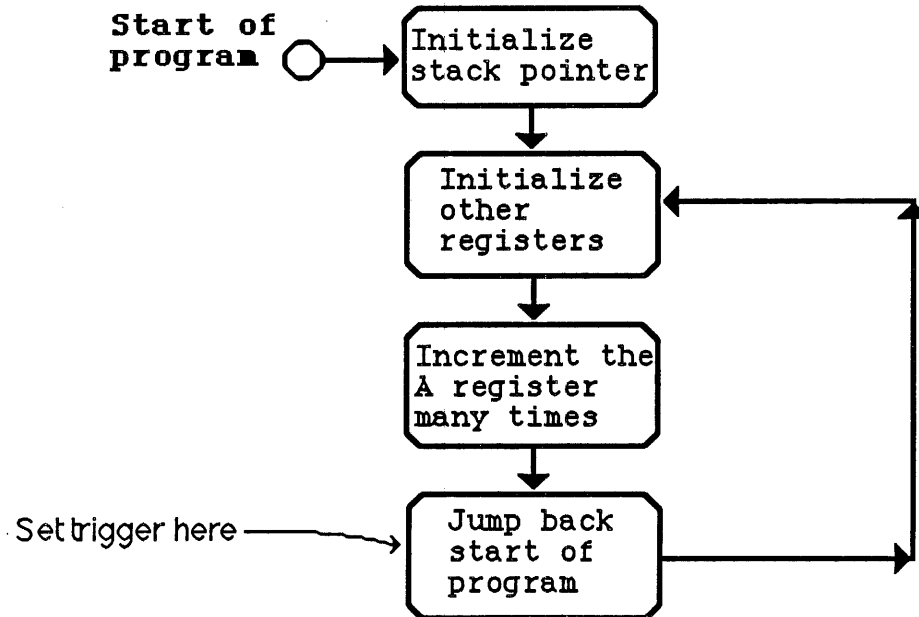 Start of
program
Initialize
stack pointer
Initialize
other
registers
Increment the
A register
many times
Set trigger here
Jump back
start of
program